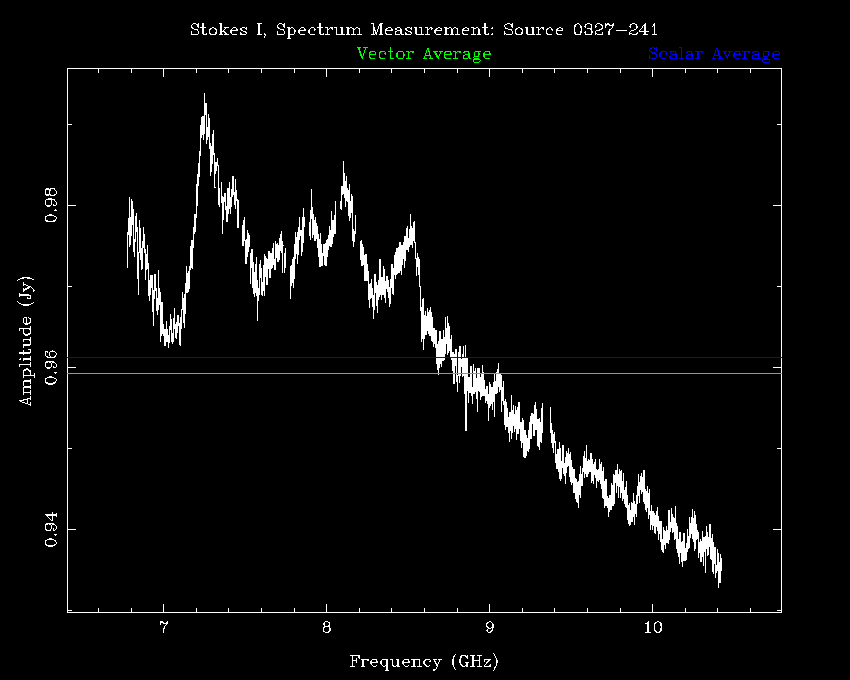 Stokes I, Spectrum Measurement: Source 0327-241
Vector Average Scalar Average
0.98
0.96
0.94
Amplitude (Jy)
7 8 9 10
Frequency (GHz)